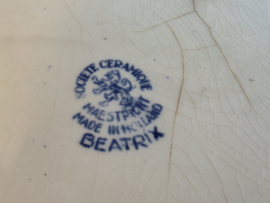 SOCIETE CERAMIQUE
MAESTRICHT
MADE IN HOLLAND
BEATRIX